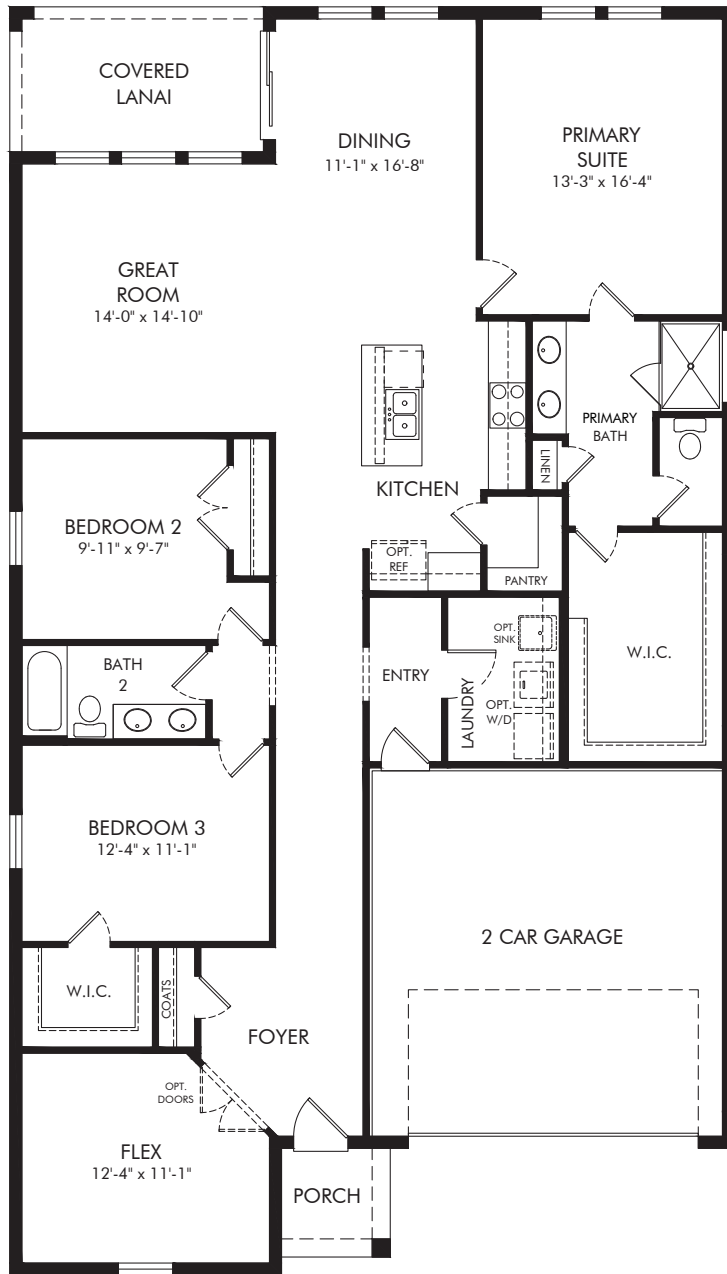 COVERED
LANAI
DINING
11'-1" x 16'-8"
PRIMARY
SUITE
13'-3" x 16'-4"
GREAT
ROOM
14'-0" x 14'-10"
PRIMARY
BATH
LINEN
KITCHEN
BEDROOM 2
9'-11" x 9'-7"
OPT.
REF
PANTRY
OPT.
SINK
W.I.C.
BATH
2
ENTRY
LAUNDRY
OPT.
W/D
BEDROOM 3
12'-4" x 11'-1"
2 CAR GARAGE
W.I.C.
COATS
FOYER
OPT.
DOORS
FLEX
12'-4" x 11'-1"
PORCH